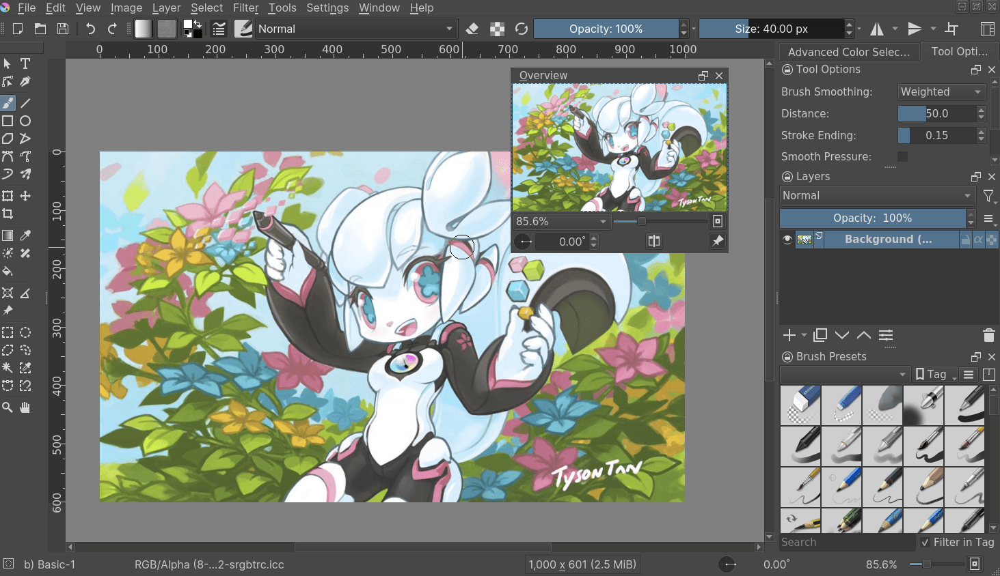 File Edit View Image Layer Select Filter Tools Settings Window Help
Normal Opacity: 100% Size: 40.00 px
0 100 200 300 400 500 600 700 800 900 1000
Advanced Color Selec... Tool Opti...
Tool Options
Brush Smoothing: Weighted
Distance: 50.0
Stroke Ending: 0.15
Smooth Pressure:
Overview
TYSON TAN
85.6%
0.00°
Layers
Normal
Opacity: 100%
Background (...
0
100
200
300
400
500
600
TYSON TAN
Brush Presets
Tag
Search Filter in Tag
b) Basic-1 RGB/Alpha (8-...2-srgbtrc.icc 1,000 x 601 (2.5 MiB) 0.00° 85.6%